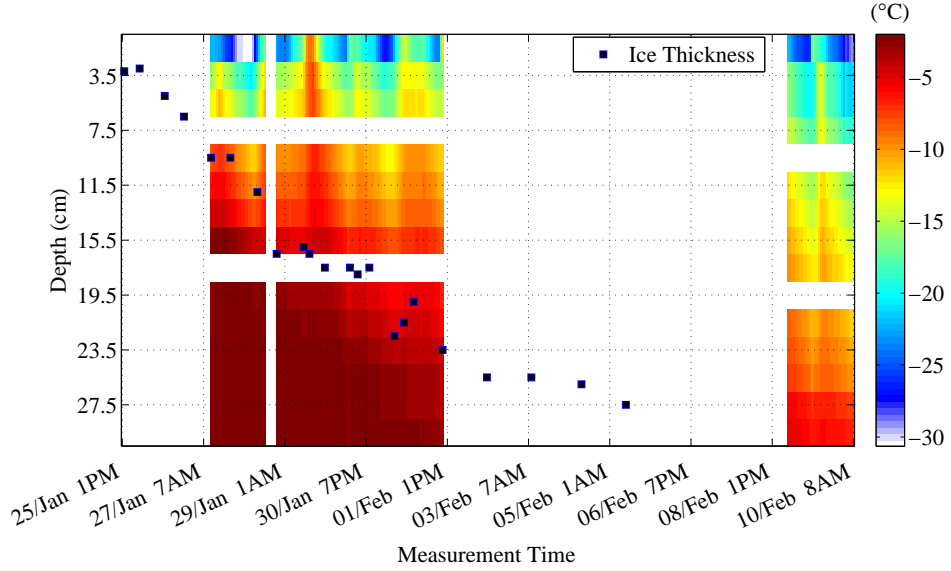 (°C)
Ice Thickness
3.5
7.5
11.5
15.5
19.5
23.5
27.5
Depth (cm)
−5
−10
−15
−20
−25
−30
25/Jan 1PM
27/Jan 7AM
29/Jan 1AM
30/Jan 7PM
01/Feb 1PM
03/Feb 7AM
05/Feb 1AM
06/Feb 7PM
08/Feb 1PM
10/Feb 8AM
Measurement Time